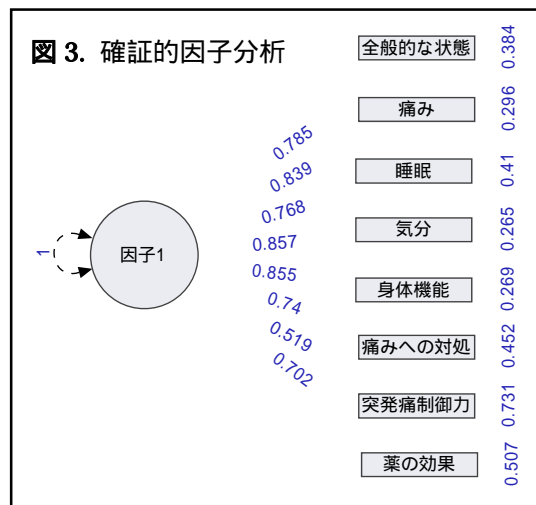 図 3. 確証的因子分析
全般的な状態
0.384
痛み
0.296
0.785
0.839
睡眠
0.41
0.768
気分
0.265
0.857
1
因子1
0.855
身体機能
0.269
0.74
0.519
痛みへの対処
0.452
0.702
突発痛制御力
0.731
薬の効果
0.507